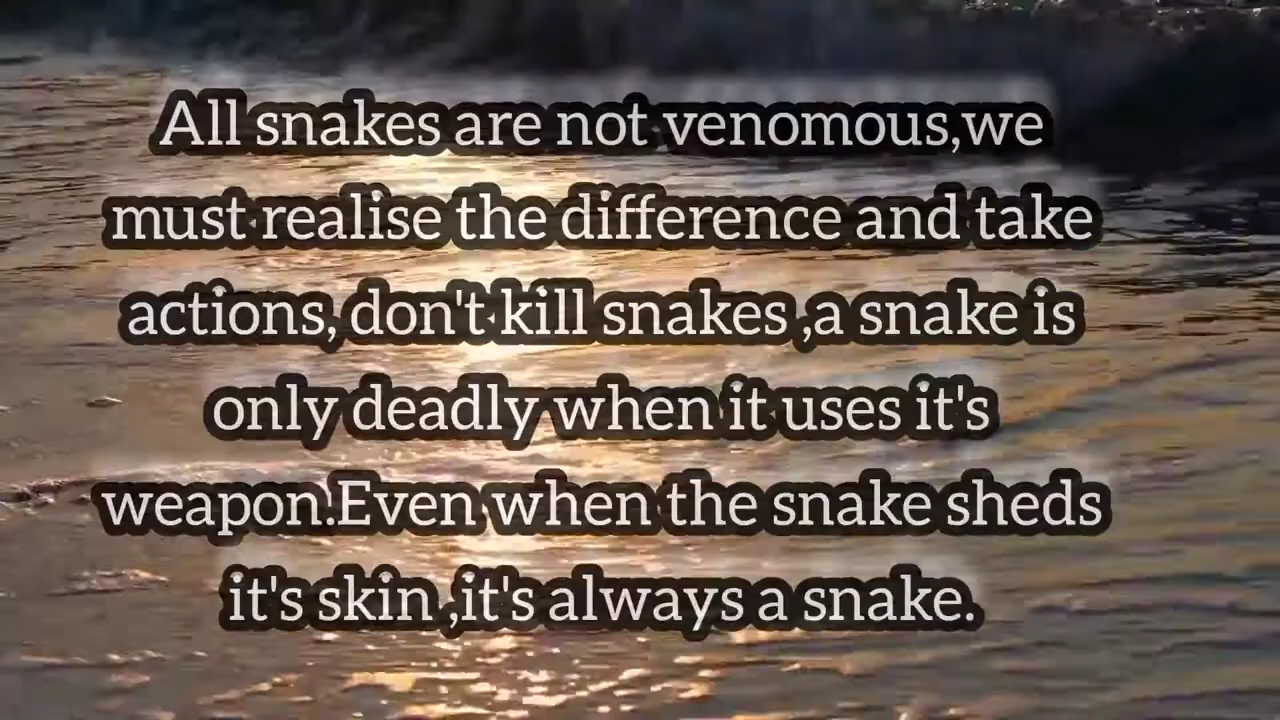 All snakes are not venomous,we
must realise the difference and take
actions, don't kill snakes ,a snake is
only deadly when it uses it's
weapon.Even when the snake sheds
it's skin ,it's always a snake.